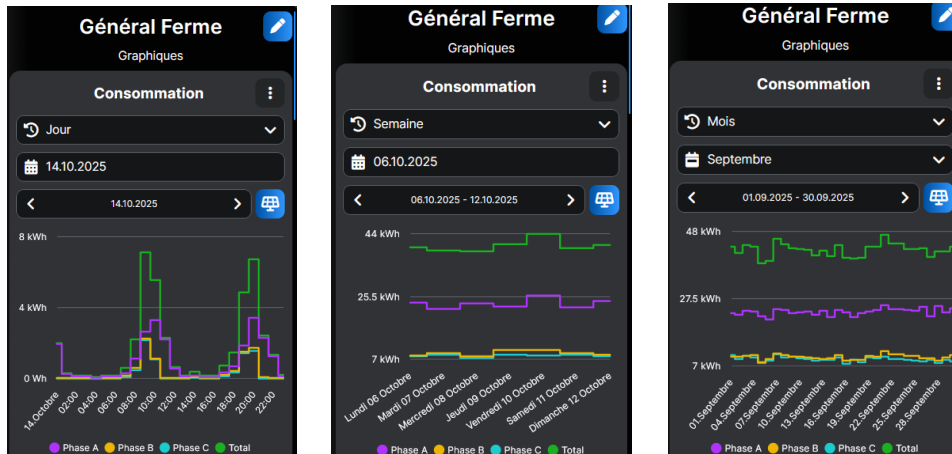 Général Ferme
Graphiques
Consommation
Jour
14.10.2025
14.10.2025
8 kWh
4 kWh
0 Wh
14.Octobre
02:00
04:00
06:00
08:00
10:00
12:00
14:00
16:00
18:00
20:00
22:00
Phase A Phase B Phase C Total
Général Ferme
Graphiques
Consommation
Semaine
06.10.2025
06.10.2025 - 12.10.2025
44 kWh
25.5 kWh
7 kWh
Lundi 06 Octobre
Mardi 07 Octobre
Mercredi 08 Octobre
Jeudi 09 Octobre
Vendredi 10 Octobre
Samedi 11 Octobre
Dimanche 12 Octobre
Phase A Phase B Phase C Total
Général Ferme
Graphiques
Consommation
Mois
Septembre
01.09.2025 - 30.09.2025
48 kWh
27.5 kWh
7 kWh
01.Septembre
04.Septembre
07.Septembre
10.Septembre
13.Septembre
16.Septembre
19.Septembre
22.Septembre
25.Septembre
28.Septembre
Phase A Phase B Phase C Total